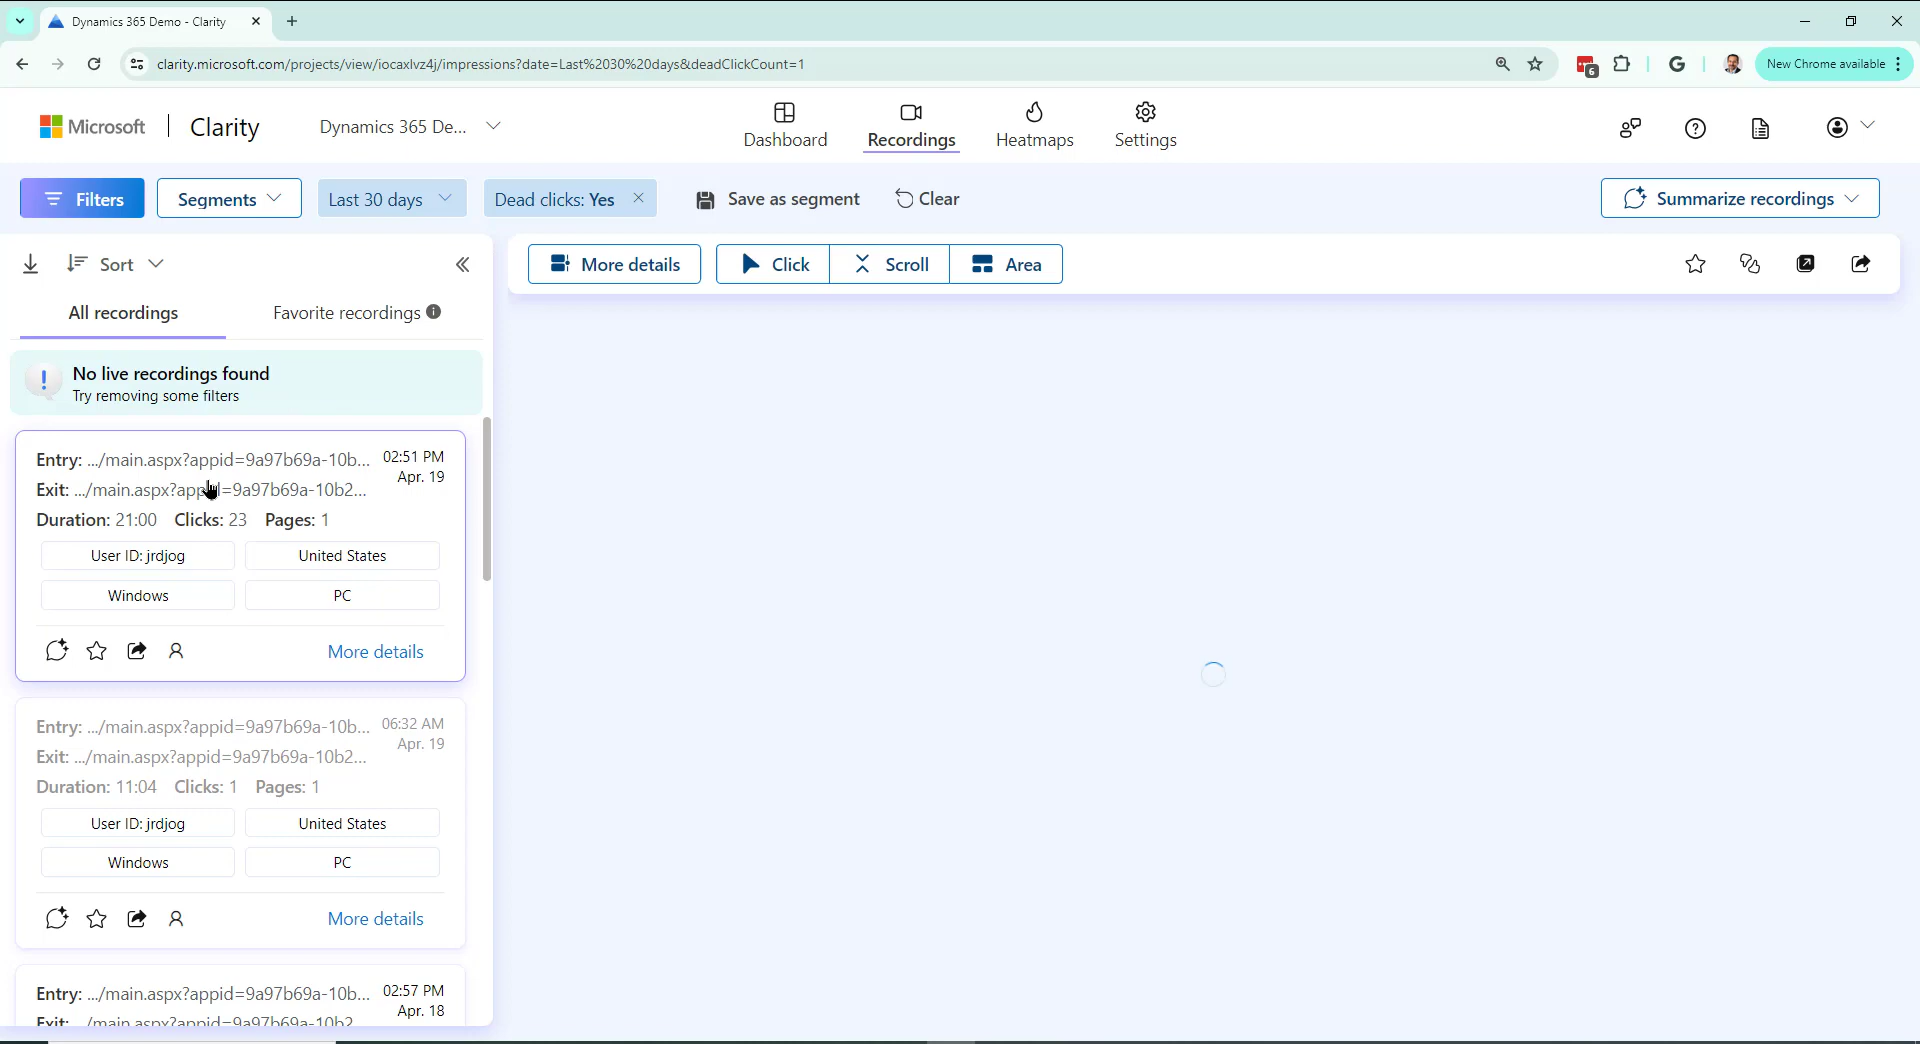 Dynamics 365 Demo - Clarity
clarity.microsoft.com/projects/view/iocaxlvz4j/impressions?date=Last%2030%20days&deadClickCount=1
6
New Chrome available
Microsoft
Clarity
Dynamics 365 De...
Dashboard
Recordings
Heatmaps
Settings
Filters
Segments
Last 30 days
Dead clicks: Yes
Save as segment
Clear
Summarize recordings
Sort
More details
Click
Scroll
Area
All recordings
Favorite recordings
No live recordings found
Try removing some filters
Entry: .../main.aspx?appid=9a97b69a-10b... 02:51 PM
Apr. 19
Exit: .../main.aspx?appid=9a97b69a-10b2...
Duration: 21:00 Clicks: 23 Pages: 1
User ID: jrdjog
United States
Windows
PC
More details
Entry: .../main.aspx?appid=9a97b69a-10b... 06:32 AM
Apr. 19
Exit: .../main.aspx?appid=9a97b69a-10b2...
Duration: 11:04 Clicks: 1 Pages: 1
User ID: jrdjog
United States
Windows
PC
More details
Entry: .../main.aspx?appid=9a97b69a-10b... 02:57 PM
Apr. 18
Exit: .../main.aspx?appid=9a97b69a-10b2...